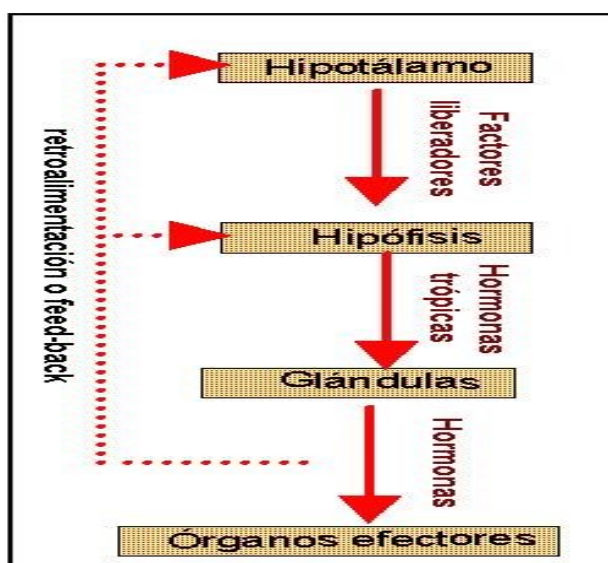 Hipotálamo
Factores
liberadores
Hipófisis
Hormonas
trópicas
Glándulas
Hormonas
Órganos efectores
retroalimentación o feed-back